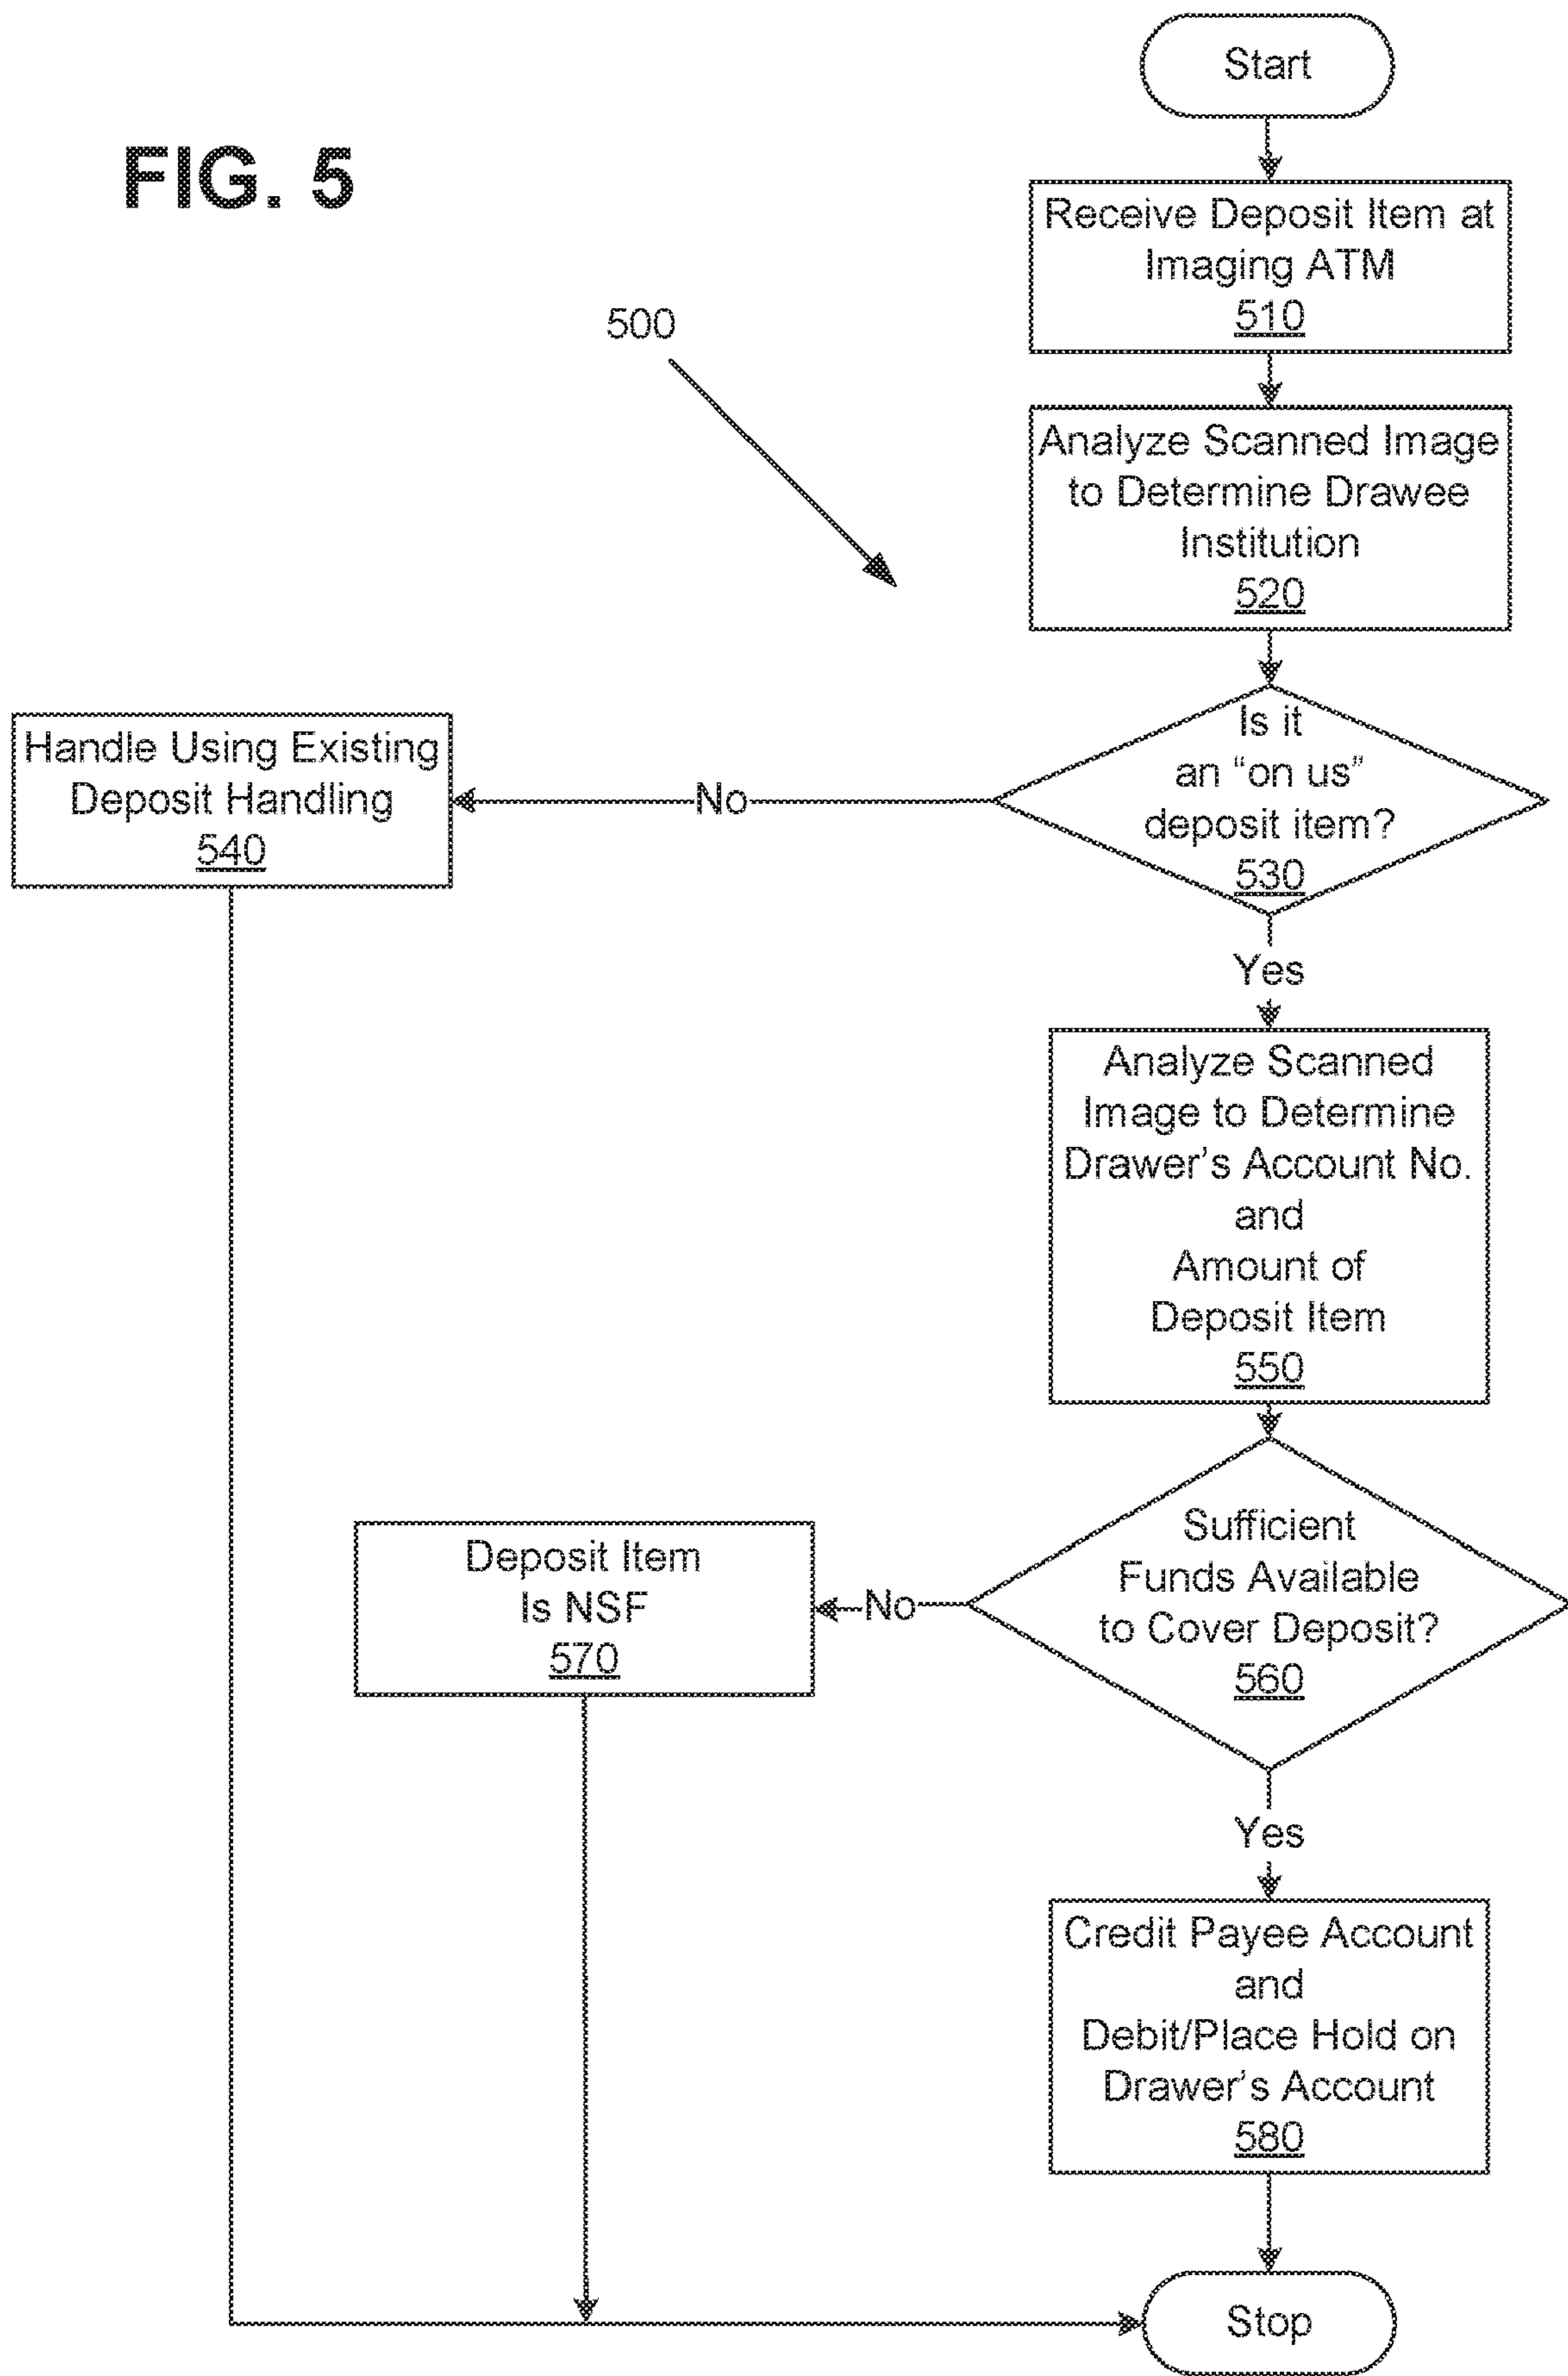 FIG. 5
Start
Receive Deposit Item at
Imaging ATM
510
500
Analyze Scanned Image
to Determine Drawee
Institution
520
Is it
an “on us”
deposit item?
530
No
Handle Using Existing
Deposit Handling
540
Yes
Analyze Scanned
Image to Determine
Drawer’s Account No.
and
Amount of
Deposit Item
550
Sufficient
Funds Available
to Cover Deposit?
560
No
Deposit Item
Is NSF
570
Yes
Credit Payee Account
and
Debit/Place Hold on
Drawer’s Account
580
Stop